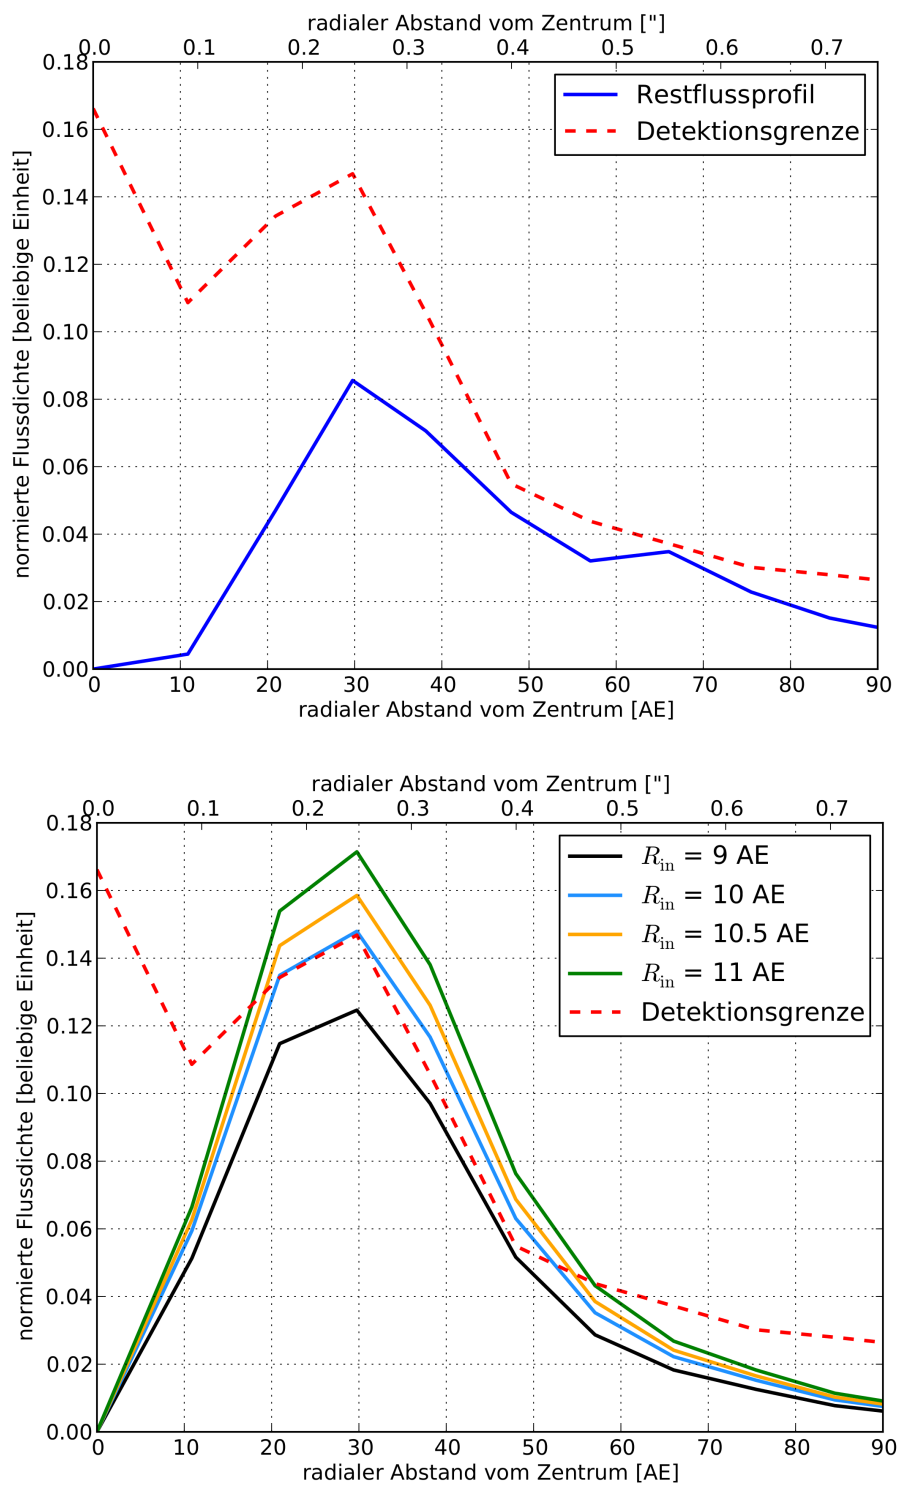 radialer Abstand vom Zentrum ["]
0.0 0.1 0.2 0.3 0.4 0.5 0.6 0.7
0.18
0.16
0.14
0.12
0.10
0.08
0.06
0.04
0.02
0.00
normierte Flussdichte [beliebige Einheit]
Restflussprofil
Detektionsgrenze
0 10 20 30 40 50 60 70 80 90
radialer Abstand vom Zentrum [AE]
radialer Abstand vom Zentrum ["]
0.0 0.1 0.2 0.3 0.4 0.5 0.6 0.7
0.18
0.16
0.14
0.12
0.10
0.08
0.06
0.04
0.02
0.00
normierte Flussdichte [beliebige Einheit]
R_in = 9 AE
R_in = 10 AE
R_in = 10.5 AE
R_in = 11 AE
Detektionsgrenze
0 10 20 30 40 50 60 70 80 90
radialer Abstand vom Zentrum [AE]